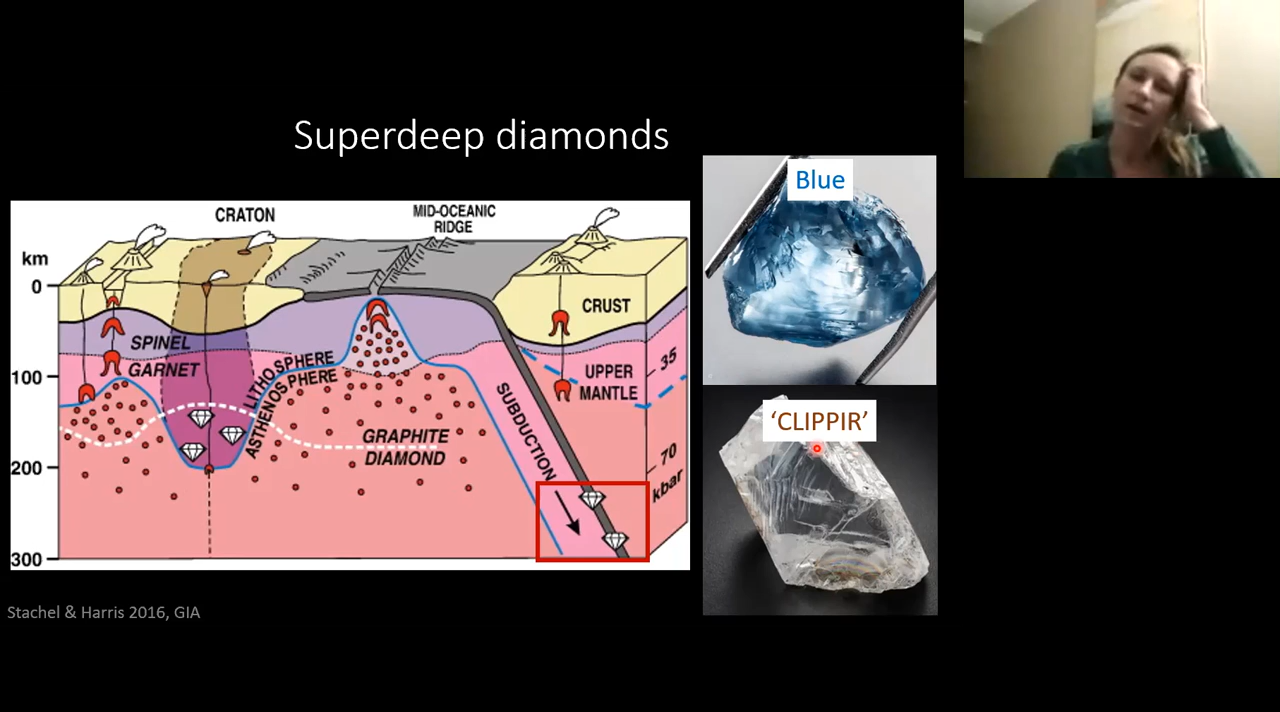 Superdeep diamonds
CRATON
MID-OCEANIC
RIDGE
km
0
100
200
300
SPINEL
GARNET
LITHOSPHERE
ASTHENOSPHERE
GRAPHITE
DIAMOND
SUBDUCTION
CRUST
UPPER
MANTLE
35
70
kbar
Blue
‘CLIPPIR’
Stachel & Harris 2016, GIA